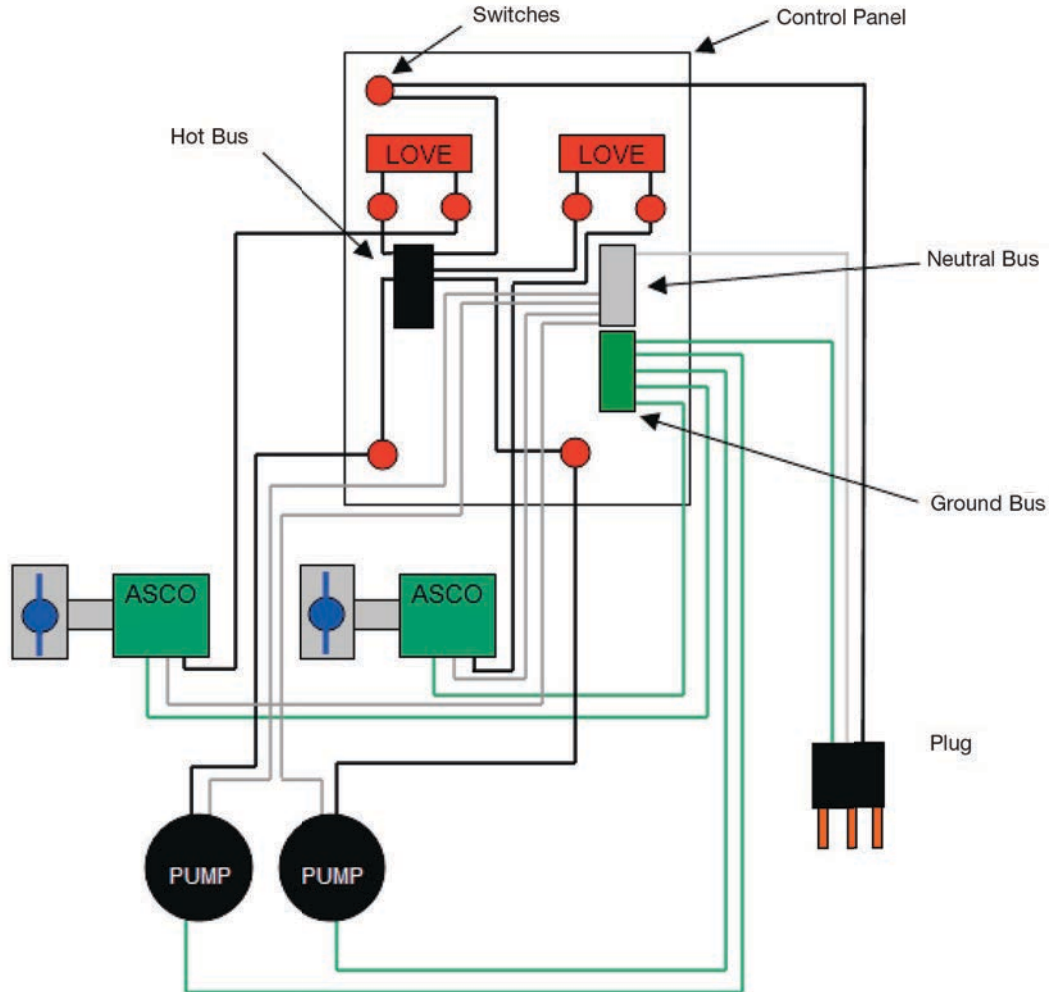 Switches
Control Panel
Hot Bus
LOVE
LOVE
Neutral Bus
Ground Bus
ASCO
ASCO
Plug
PUMP
PUMP